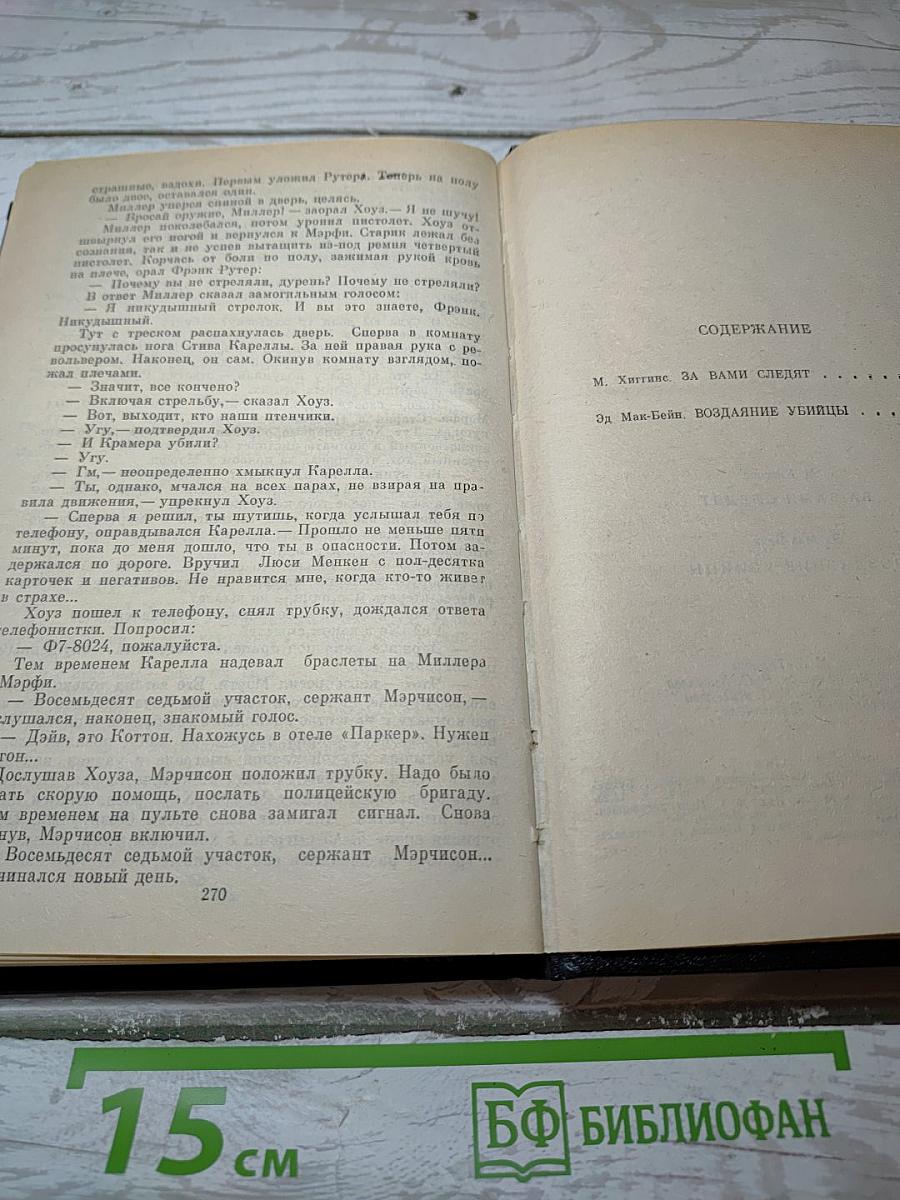 страшные, вздохи. Первым уложил Рутера. Теперь на полу
было двое, оставался один.
Миллер уперся спиной в дверь, целясь.
— Бросай оружие, Миллер! — заорал Хоуз.— Я не шучу!
Миллер поколебался, потом уронил пистолет. Хоуз от-
швырнул его ногой и вернулся к Мэрфи. Старик лежал без
сознания, так и не успев вытащить из-под ремня четвертый
пистолет. Корчась от боли по полу, зажимая рукой кровь
на плече, орал Фрэнк Рутер:
— Почему вы не стреляли, дурень? Почему не стреляли?
В ответ Миллер сказал замогильным голосом:
— Я никудышный стрелок. И вы это знаете, Фрэнк.
Никудышный.
Тут с треском распахнулась дверь. Сперва в комнату
просунулась нога Стива Кареллы. За ней правая рука с ре-
вольвером. Наконец, он сам. Окинув комнату взглядом, по-
жал плечами.
— Значит, все кончено?
— Включая стрельбу,— сказал Хоуз.
— Вот, выходит, кто наши птенчики.
— Угу,— подтвердил Хоуз.
— И Крамера убили?
— Угу.
— Гм,— неопределенно хмыкнул Карелла.
— Ты, однако, мчался на всех парах, не взирая на пра-
вила движения,— упрекнул Хоуз.
— Сперва я решил, ты шутишь, когда услышал тебя по
телефону, оправдывался Карелла.— Прошло не меньше пяти
минут, пока до меня дошло, что ты в опасности. Потом за-
держался по дороге. Вручил Люси Менкен с пол-десятка
карточек и негативов. Не нравится мне, когда кто-то живет
в страхе...
Хоуз пошел к телефону, снял трубку, дождался ответа
елефонистки. Попросил:
— Ф7-8024, пожалуйста.
Тем временем Карелла надевал браслеты на Миллера
Мэрфи.
— Восемьдесят седьмой участок, сержант Мэрчисон,—
слушался, наконец, знакомый голос.
— Дэйв, это Коттон. Нахожусь в отеле «Паркер». Нужен
гон...
Дослушав Хоуза, Мэрчисон положил трубку. Надо было
ать скорую помощь, послать полицейскую бригаду.
м временем на пульте снова замигал сигнал. Снова
нув, Мэрчисон включил.
Восемьдесят седьмой участок, сержант Мэрчисон...
чинался новый день.
270
СОДЕРЖАНИЕ
М. Хиггинс. ЗА ВАМИ СЛЕДЯТ . . . . .
Эд Мак-Бейн. ВОЗДАЯНИЕ УБИЙЦЫ . . .
15 см
БФ БИБЛИОФАН